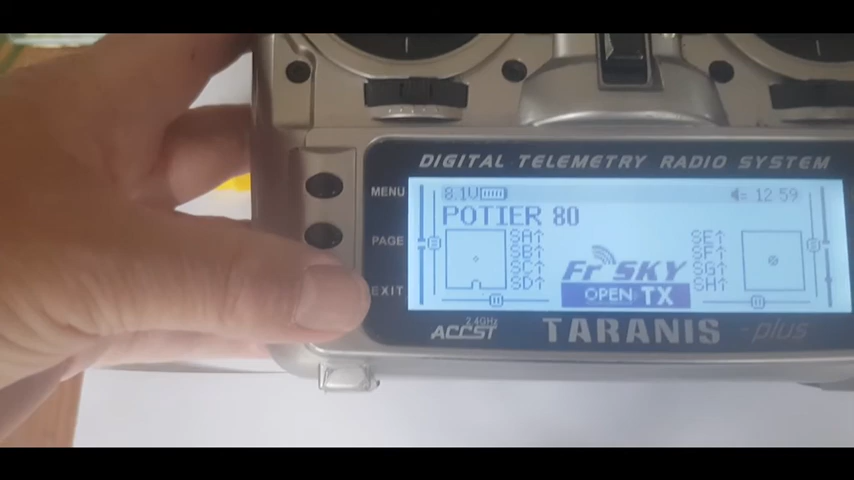 DIGITAL TELEMETRY RADIO SYSTEM
MENU
PAGE
EXIT
8.1V 12:59
POTIER 80
SA↑ SE↑
SB↑ SF↑
SC↑ SG↑
SD↑ SH↑
FrSKY
OPEN TX
2.4GHz
ACCST
TARANIS plus